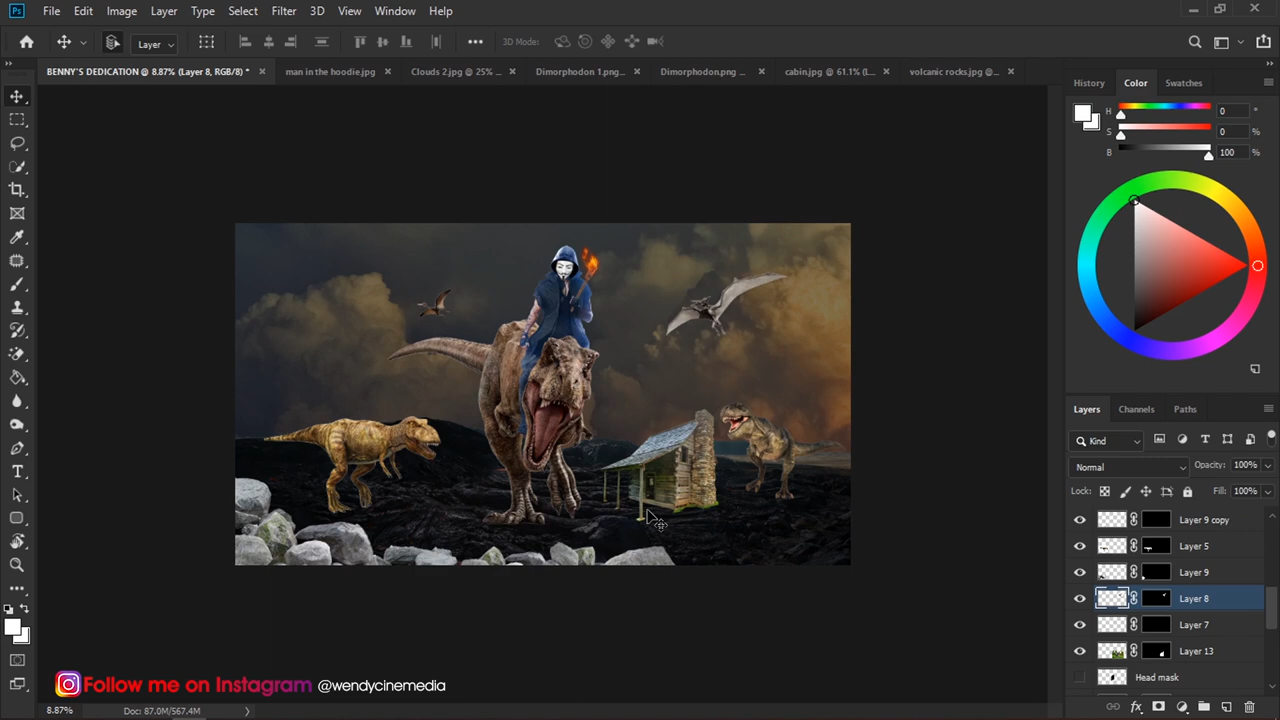 Ps File Edit Image Layer Type Select Filter 3D View Window Help
Layer 3D Mode:
BENNY'S DEDICATION @ 8.87% (Layer 8, RGB/8) * man in the hoodie.jpg Clouds 2.jpg @ 25% ... Dimorphodon 1.png... Dimorphodon.png ... cabin.jpg @ 61.1% (L... volcanic rocks.jpg @...
History Color Swatches
H 0 °
S 0 %
B 100 %
Layers Channels Paths
Kind
Normal Opacity: 100%
Lock: Fill: 100%
Layer 9 copy
Layer 5
Layer 9
Layer 8
Layer 7
Layer 13
Head mask
Follow me on Instagram @wendycinemedia
8.87% Doc: 87.0M/567.4M